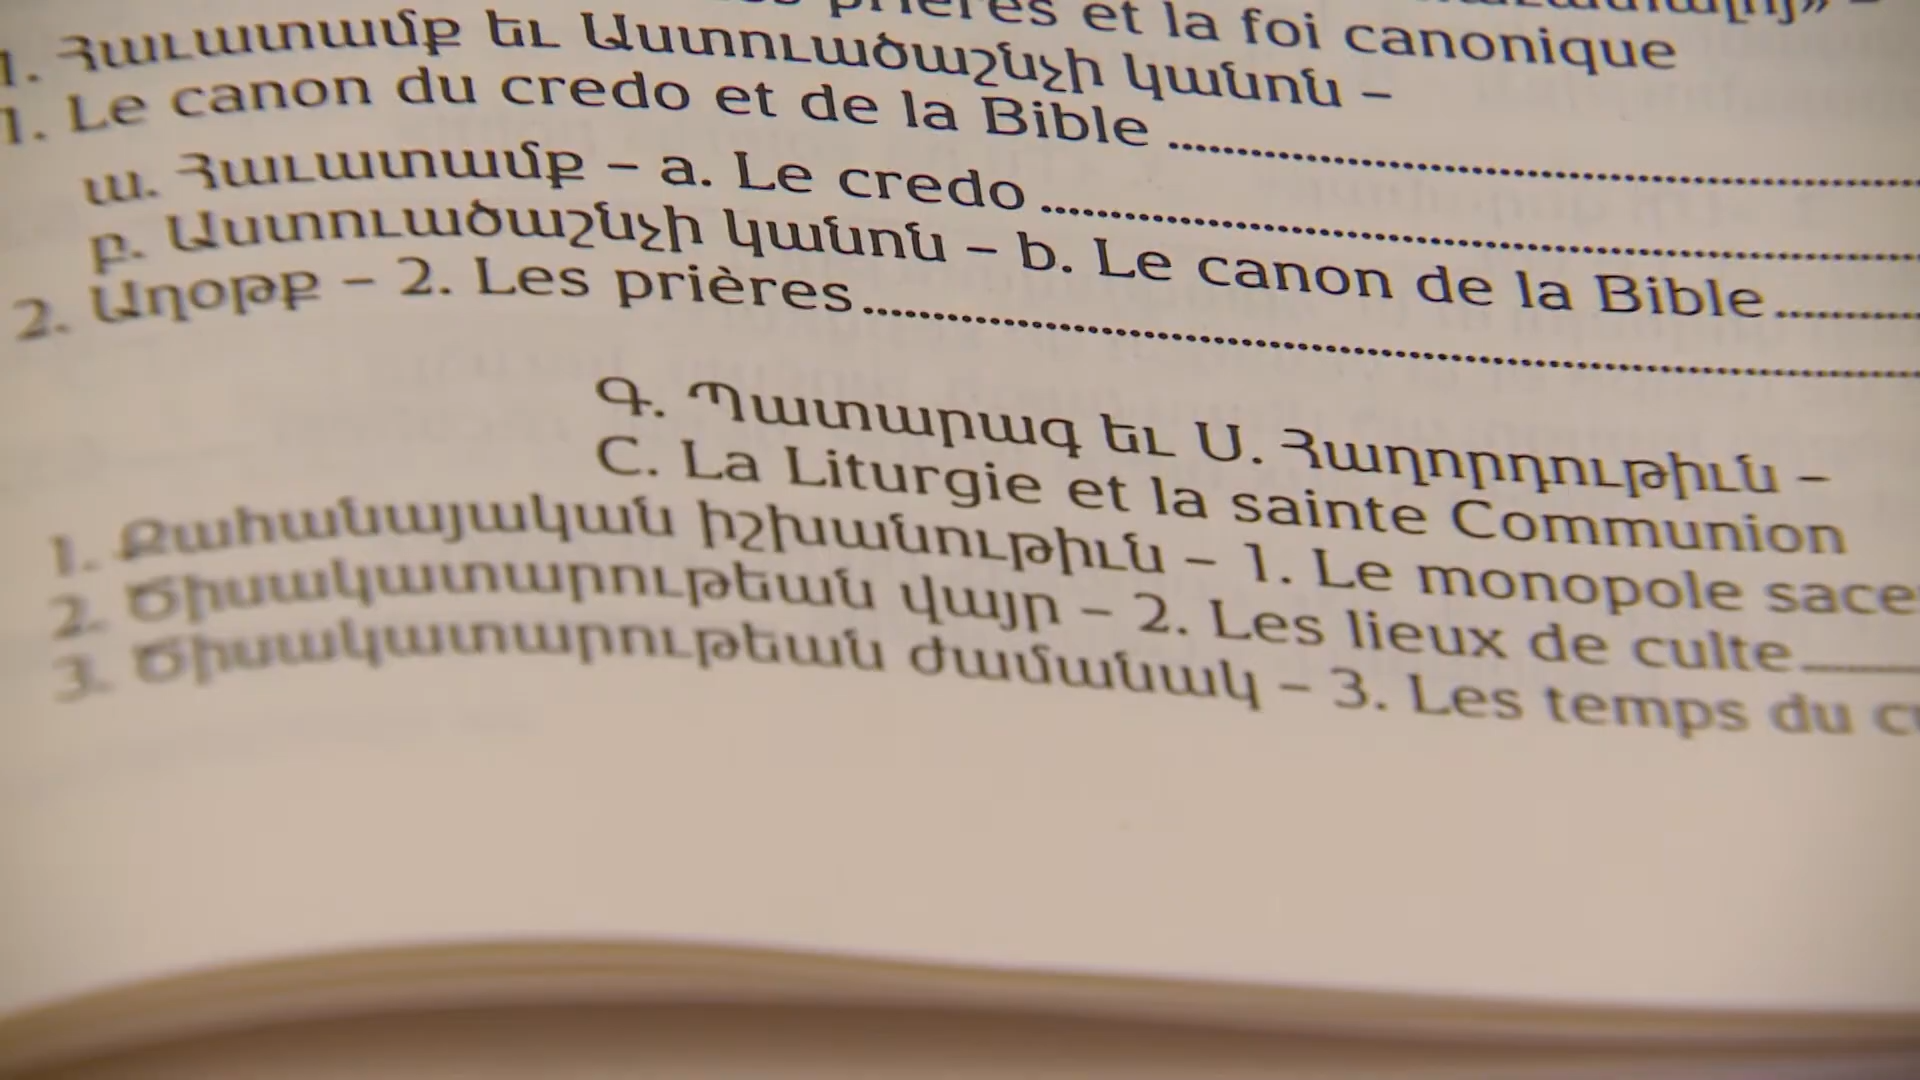 prières et la foi canonique
1. Հաւատամք եւ Աստուածաշնչի կանոն –
1. Le canon du credo et de la Bible
ա. Հաւատամք – a. Le credo
բ. Աստուածաշնչի կանոն – b. Le canon de la Bible
2. Աղօթք – 2. Les prières
Գ. Պատարագ եւ Ս. Հաղորդութիւն –
C. La Liturgie et la sainte Communion
1. Քահանայական իշխանութիւն – 1. Le monopole sace
2. Ծիսակատարութեան վայր – 2. Les lieux de culte
3. Ծիսակատարութեան ժամանակ – 3. Les temps du